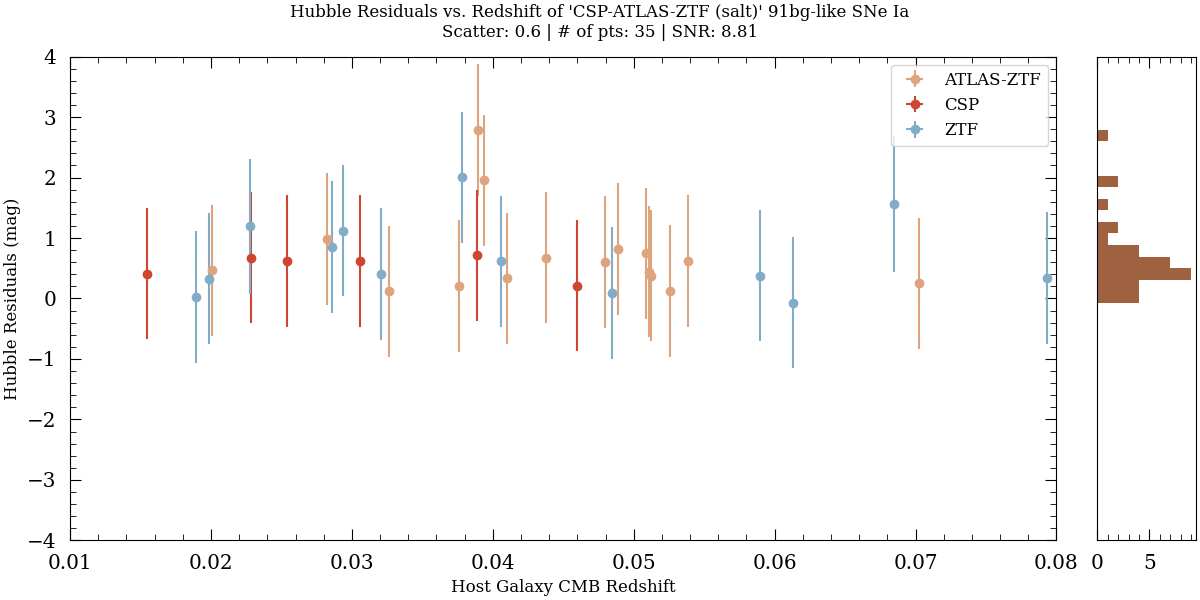 Hubble Residuals vs. Redshift of 'CSP-ATLAS-ZTF (salt)' 91bg-like SNe Ia
Scatter: 0.6 | # of pts: 35 | SNR: 8.81
Hubble Residuals (mag)
4
3
2
1
0
−1
−2
−3
−4
ATLAS-ZTF
CSP
ZTF
0.01 0.02 0.03 0.04 0.05 0.06 0.07 0.08
0 5
Host Galaxy CMB Redshift